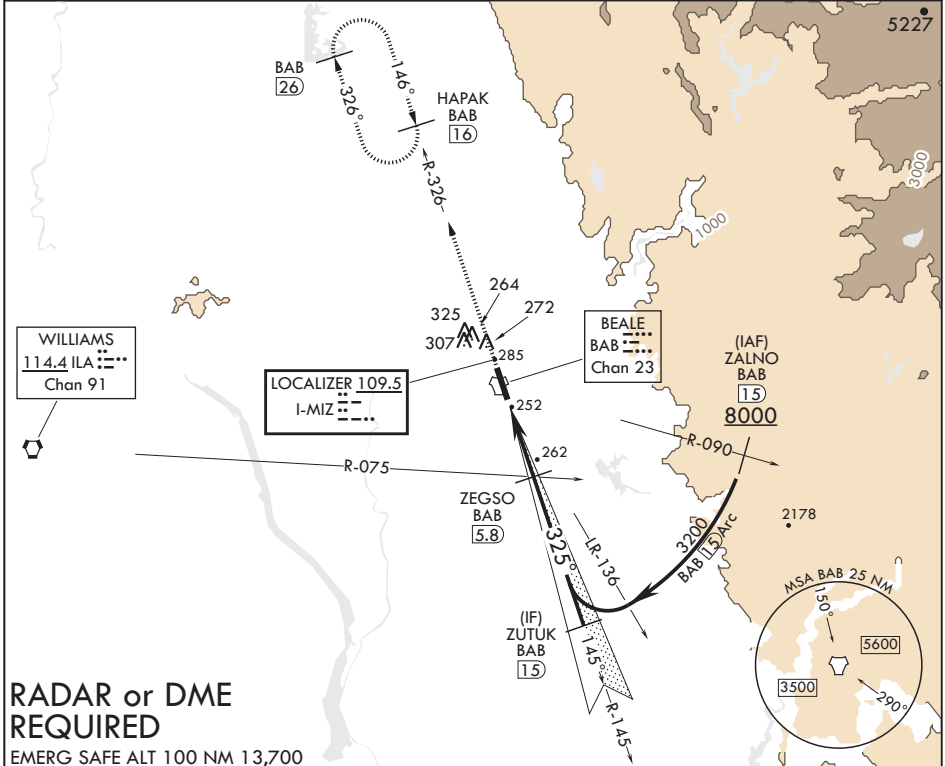 5227
BAB
26
326°
146°
HAPAK
BAB
16
R-326
3000
1000
264
272
325
307
285
WILLIAMS
114.4 ILA
Chan 91
LOCALIZER 109.5
I-MIZ
BEALE
BAB
Chan 23
(IAF)
ZALNO
BAB
15
8000
252
R-090
R-075
262
ZEGSO
BAB
5.8
325°
LR-136
3200
BAB 15 Arc
2178
(IF)
ZUTUK
BAB
15
145°
R-145
MSA BAB 25 NM
150°
5600
3500
290°
RADAR or DME
REQUIRED
EMERG SAFE ALT 100 NM 13,700